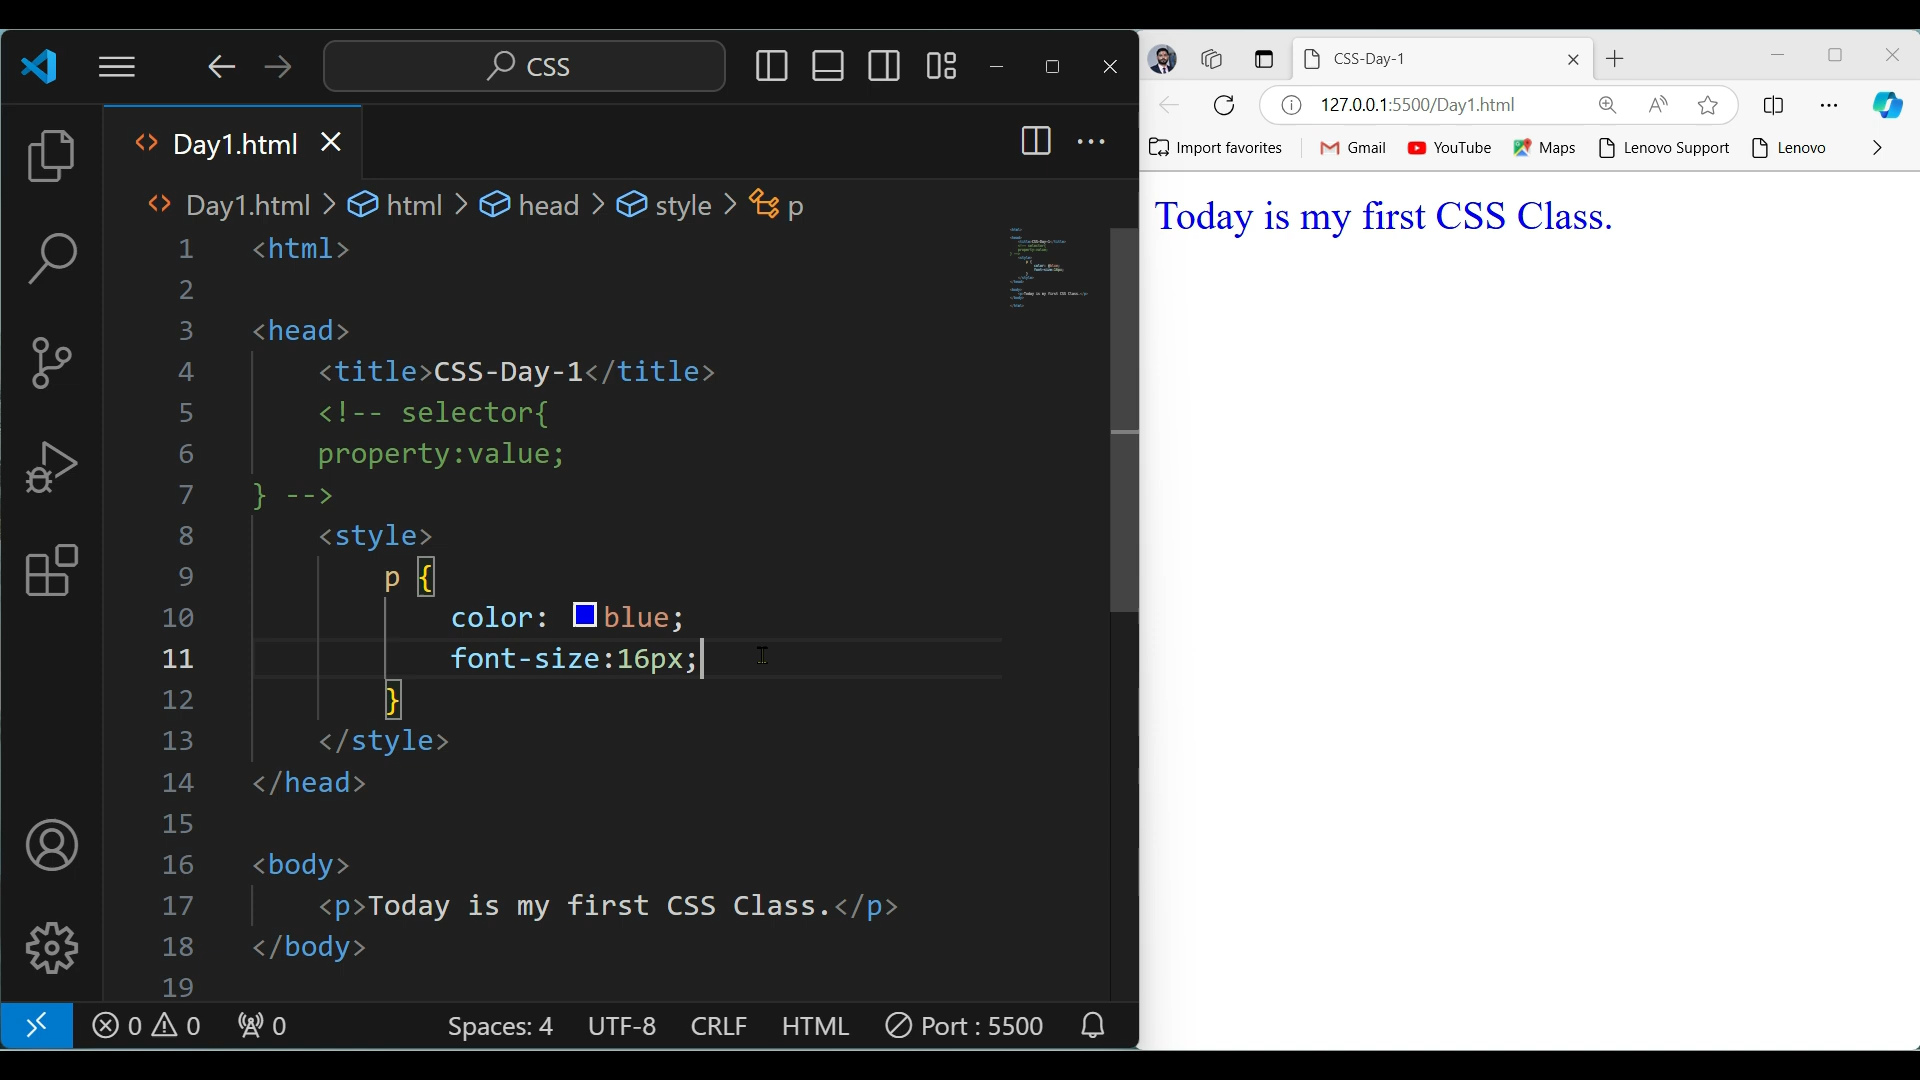 CSS
Day1.html
Day1.html > html > head > style > p
1 <html>
2
3 <head>
4 <title>CSS-Day-1</title>
5 <!-- selector{
6 property:value;
7 } -->
8 <style>
9 p {
10 color: blue;
11 font-size:16px;
12 }
13 </style>
14 </head>
15
16 <body>
17 <p>Today is my first CSS Class.</p>
18 </body>
19
0 0 0 Spaces: 4 UTF-8 CRLF HTML Port : 5500
CSS-Day-1
127.0.0.1:5500/Day1.html
Import favorites Gmail YouTube Maps Lenovo Support Lenovo
Today is my first CSS Class.